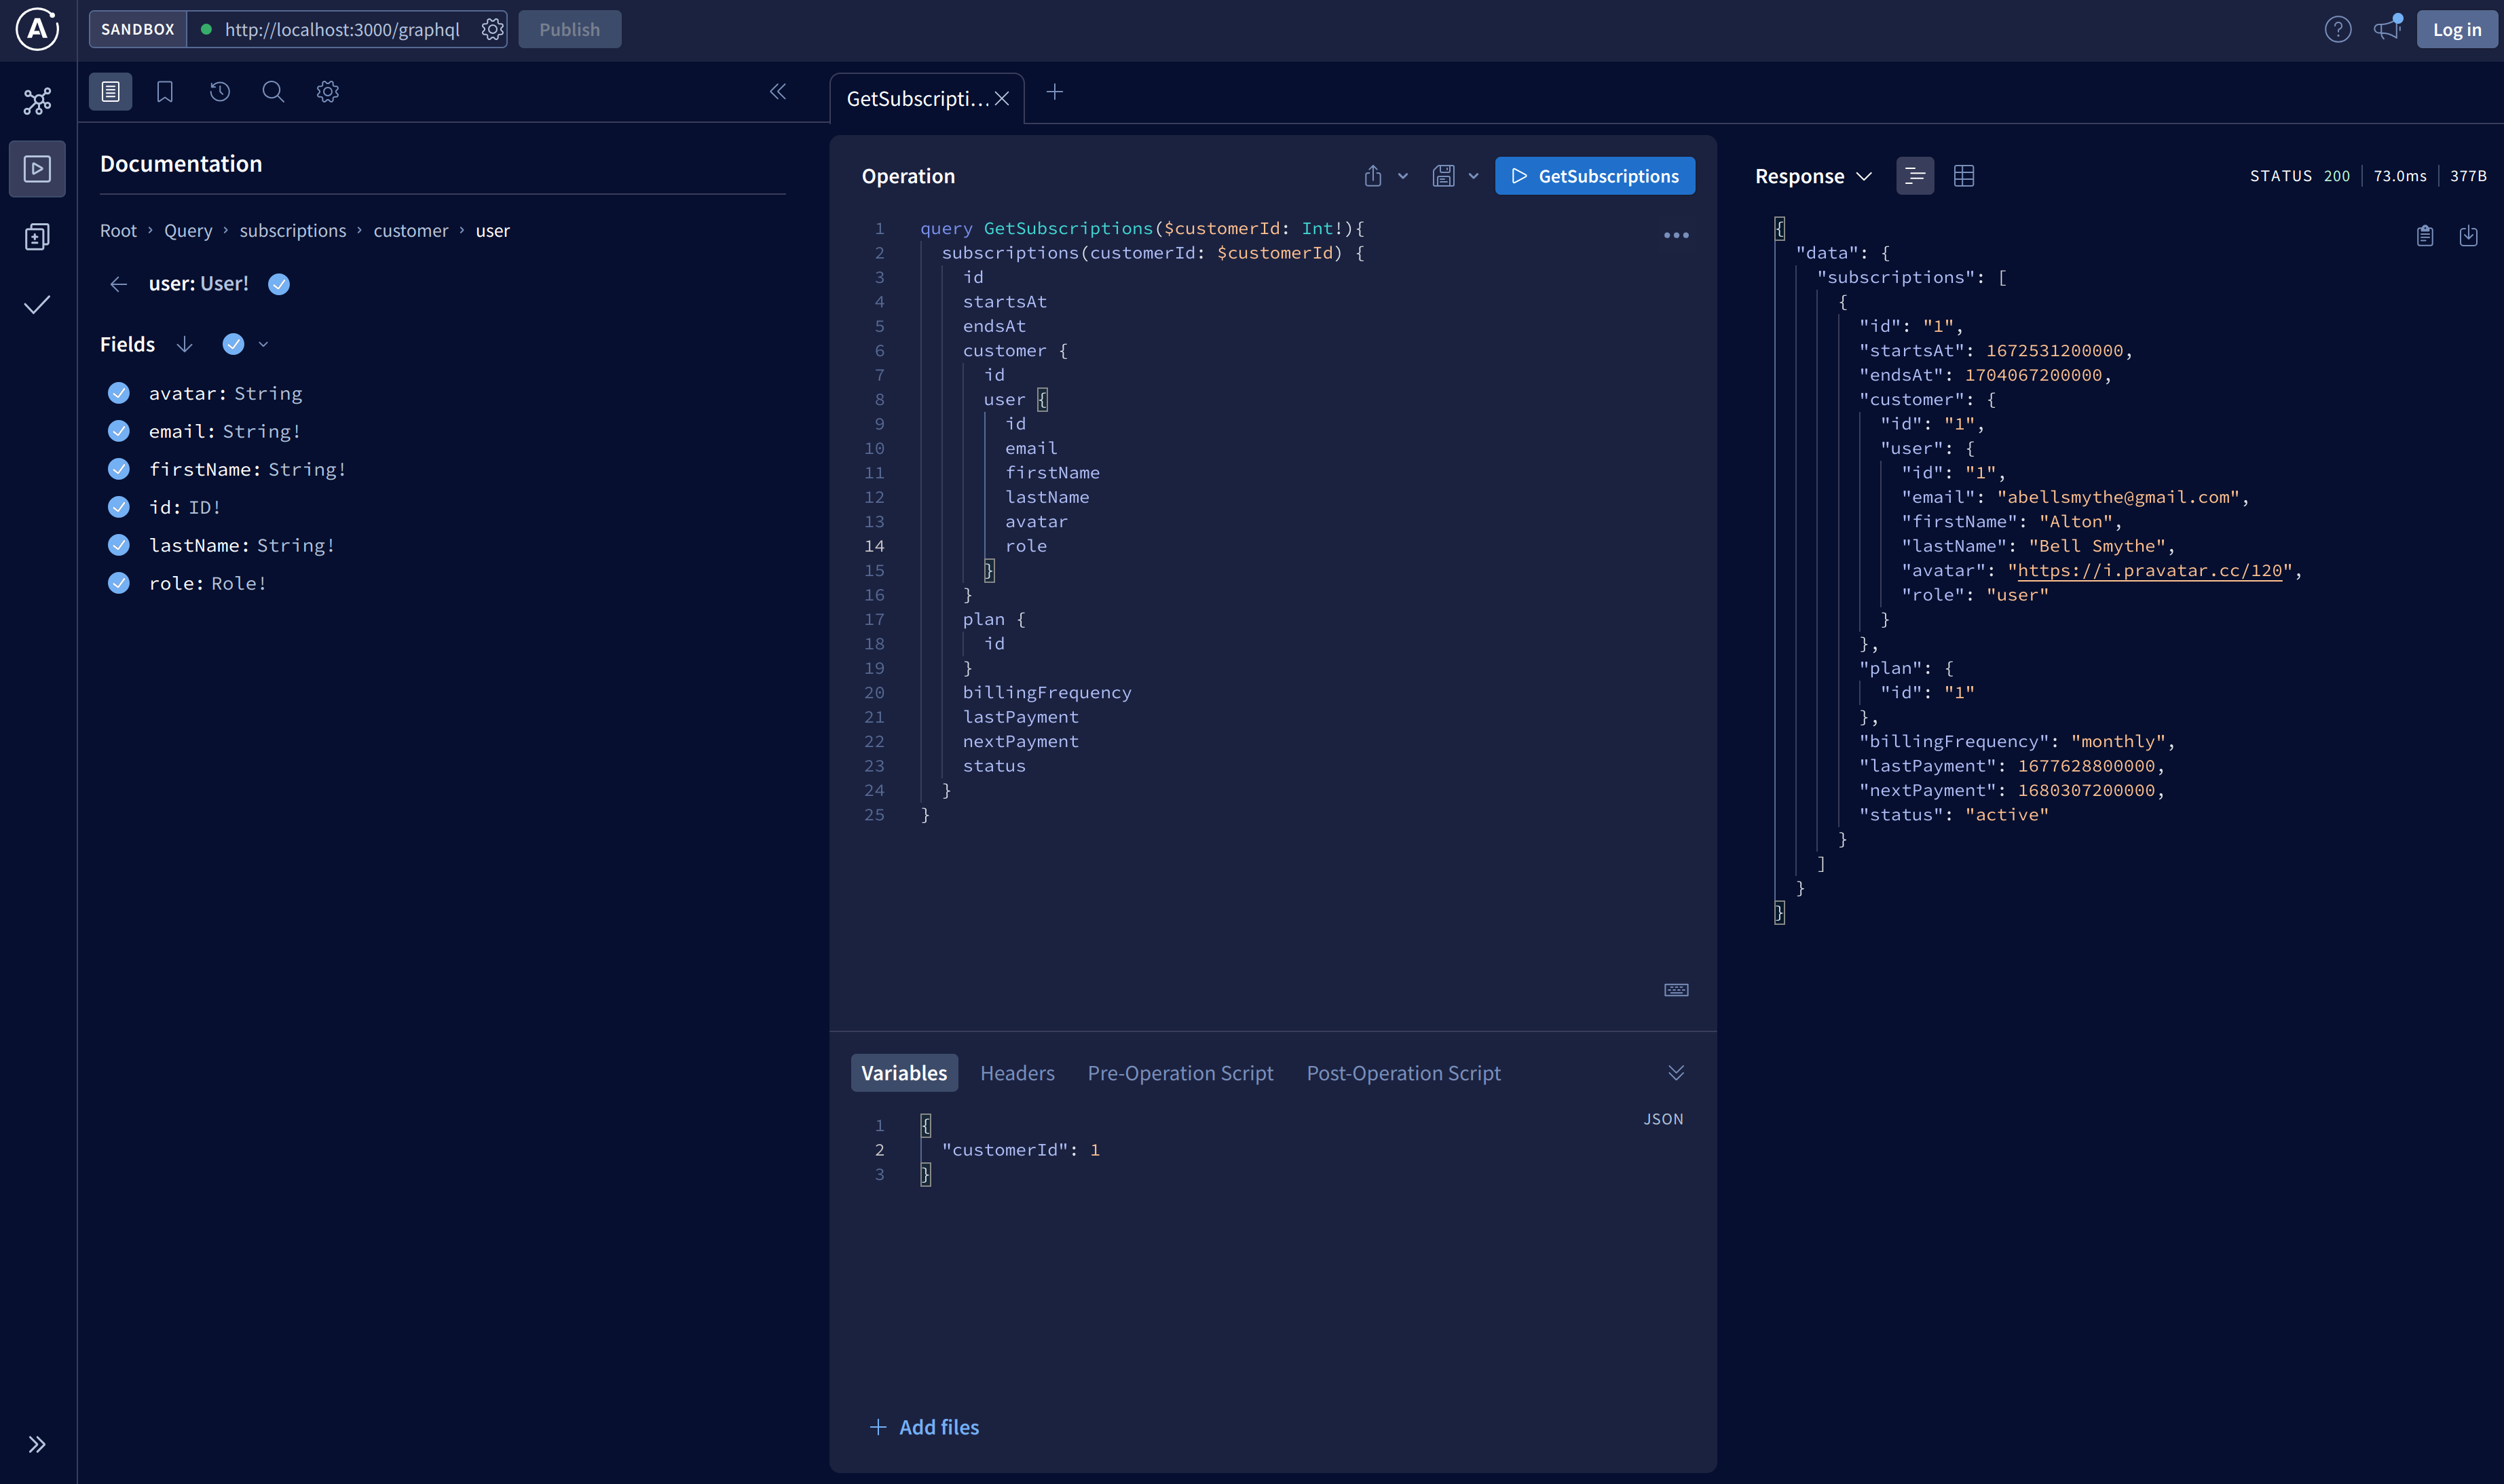 SANDBOX http://localhost:3000/graphql Publish Log in
Documentation
Root › Query › subscriptions › customer › user
user: User!
Fields
avatar: String
email: String!
firstName: String!
id: ID!
lastName: String!
role: Role!
GetSubscripti...
Operation
GetSubscriptions
1 query GetSubscriptions($customerId: Int!){
2 subscriptions(customerId: $customerId) {
3 id
4 startsAt
5 endsAt
6 customer {
7 id
8 user {
9 id
10 email
11 firstName
12 lastName
13 avatar
14 role
15 }
16 }
17 plan {
18 id
19 }
20 billingFrequency
21 lastPayment
22 nextPayment
23 status
24 }
25 }
Variables Headers Pre-Operation Script Post-Operation Script
JSON
1 {
2 "customerId": 1
3 }
Add files
Response STATUS 200 73.0ms 377B
{
"data": {
"subscriptions": [
{
"id": "1",
"startsAt": 1672531200000,
"endsAt": 1704067200000,
"customer": {
"id": "1",
"user": {
"id": "1",
"email": "abellsmythe@gmail.com",
"firstName": "Alton",
"lastName": "Bell Smythe",
"avatar": "https://i.pravatar.cc/120",
"role": "user"
}
},
"plan": {
"id": "1"
},
"billingFrequency": "monthly",
"lastPayment": 1677628800000,
"nextPayment": 1680307200000,
"status": "active"
}
]
}
}